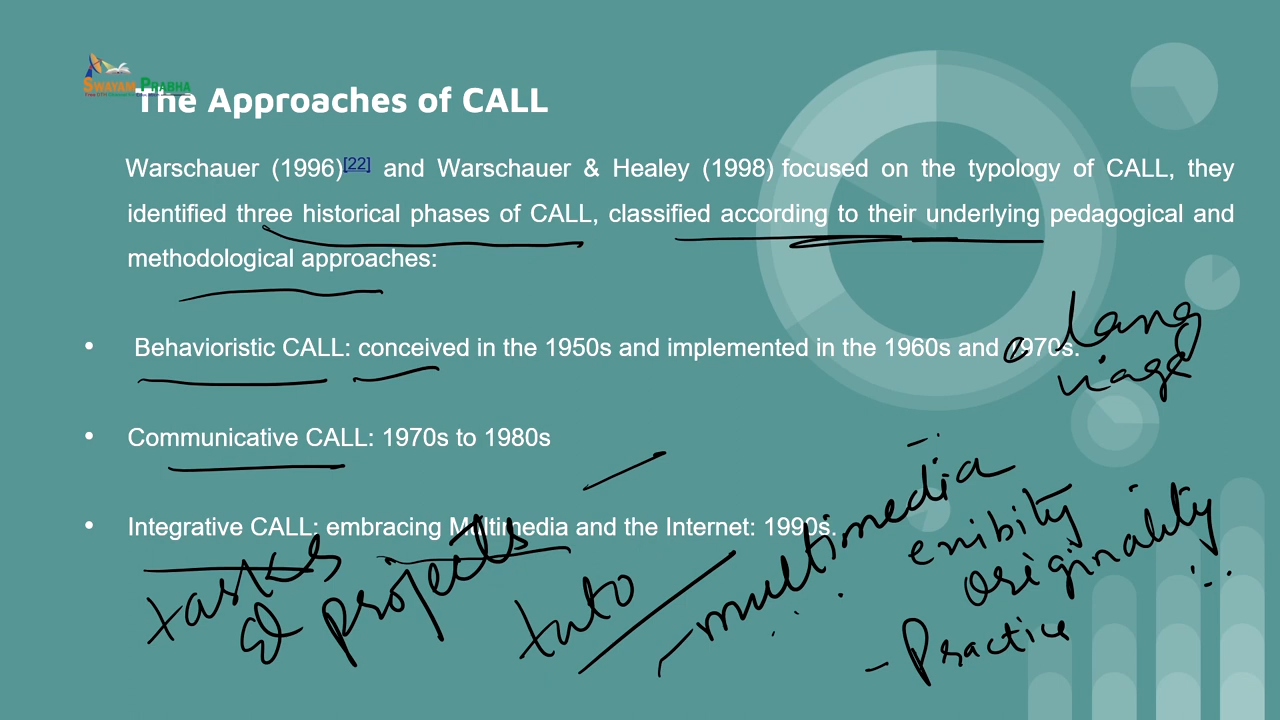 SWAYAM PRABHA
The Approaches of CALL
Warschauer (1996)[22] and Warschauer & Healey (1998) focused on the typology of CALL, they
identified three historical phases of CALL, classified according to their underlying pedagogical and
methodological approaches:
• Behavioristic CALL: conceived in the 1950s and implemented in the 1960s and 1970s.
lang
• Communicative CALL: 1970s to 1980s
• Integrative CALL: embracing Multimedia and the Internet: 1990s.
tasks
& projects
tuto
- multimedia
originality
- Practice